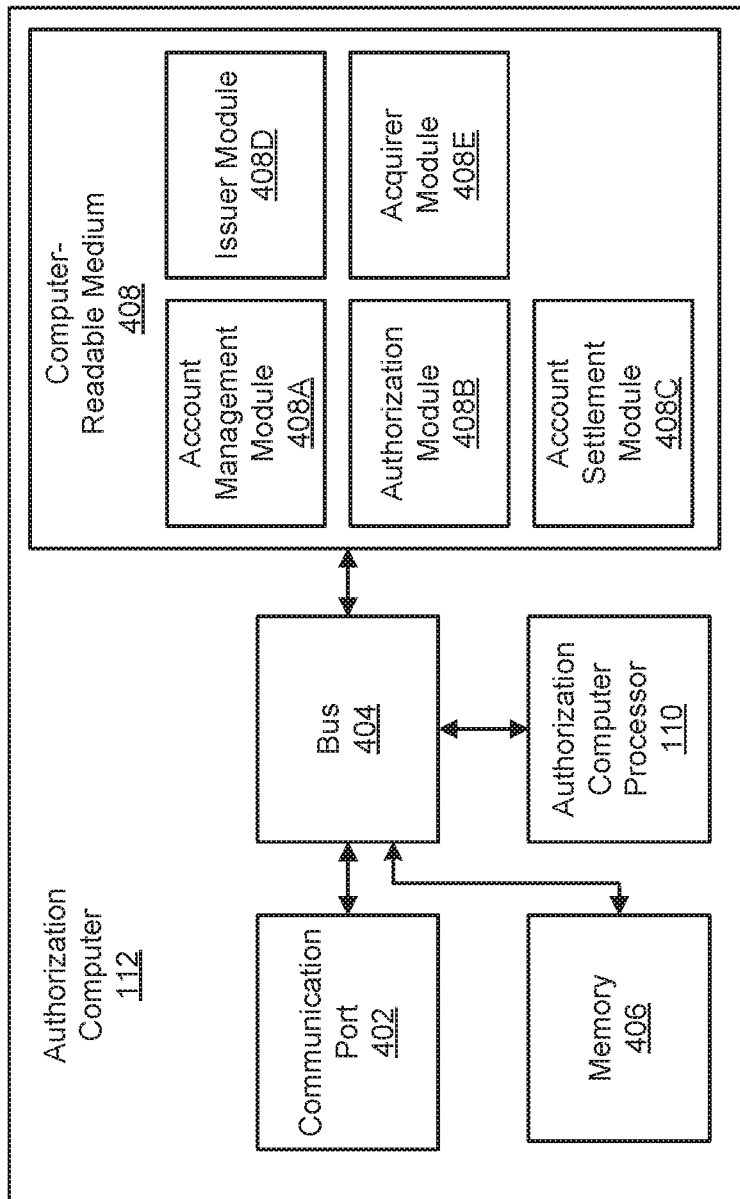 Authorization
Computer
112
Communication
Port
402
Memory
406
Bus
404
Authorization
Computer
Processor
110
Computer-
Readable Medium
408
Account
Management
Module
408A
Issuer Module
408D
Authorization
Module
408B
Acquirer
Module
408E
Account
Settlement
Module
408C